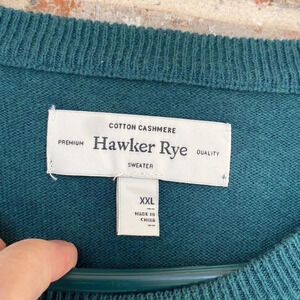 COTTON CASHMERE
PREMIUM Hawker Rye QUALITY
SWEATER
XXL
MADE IN
CHINA